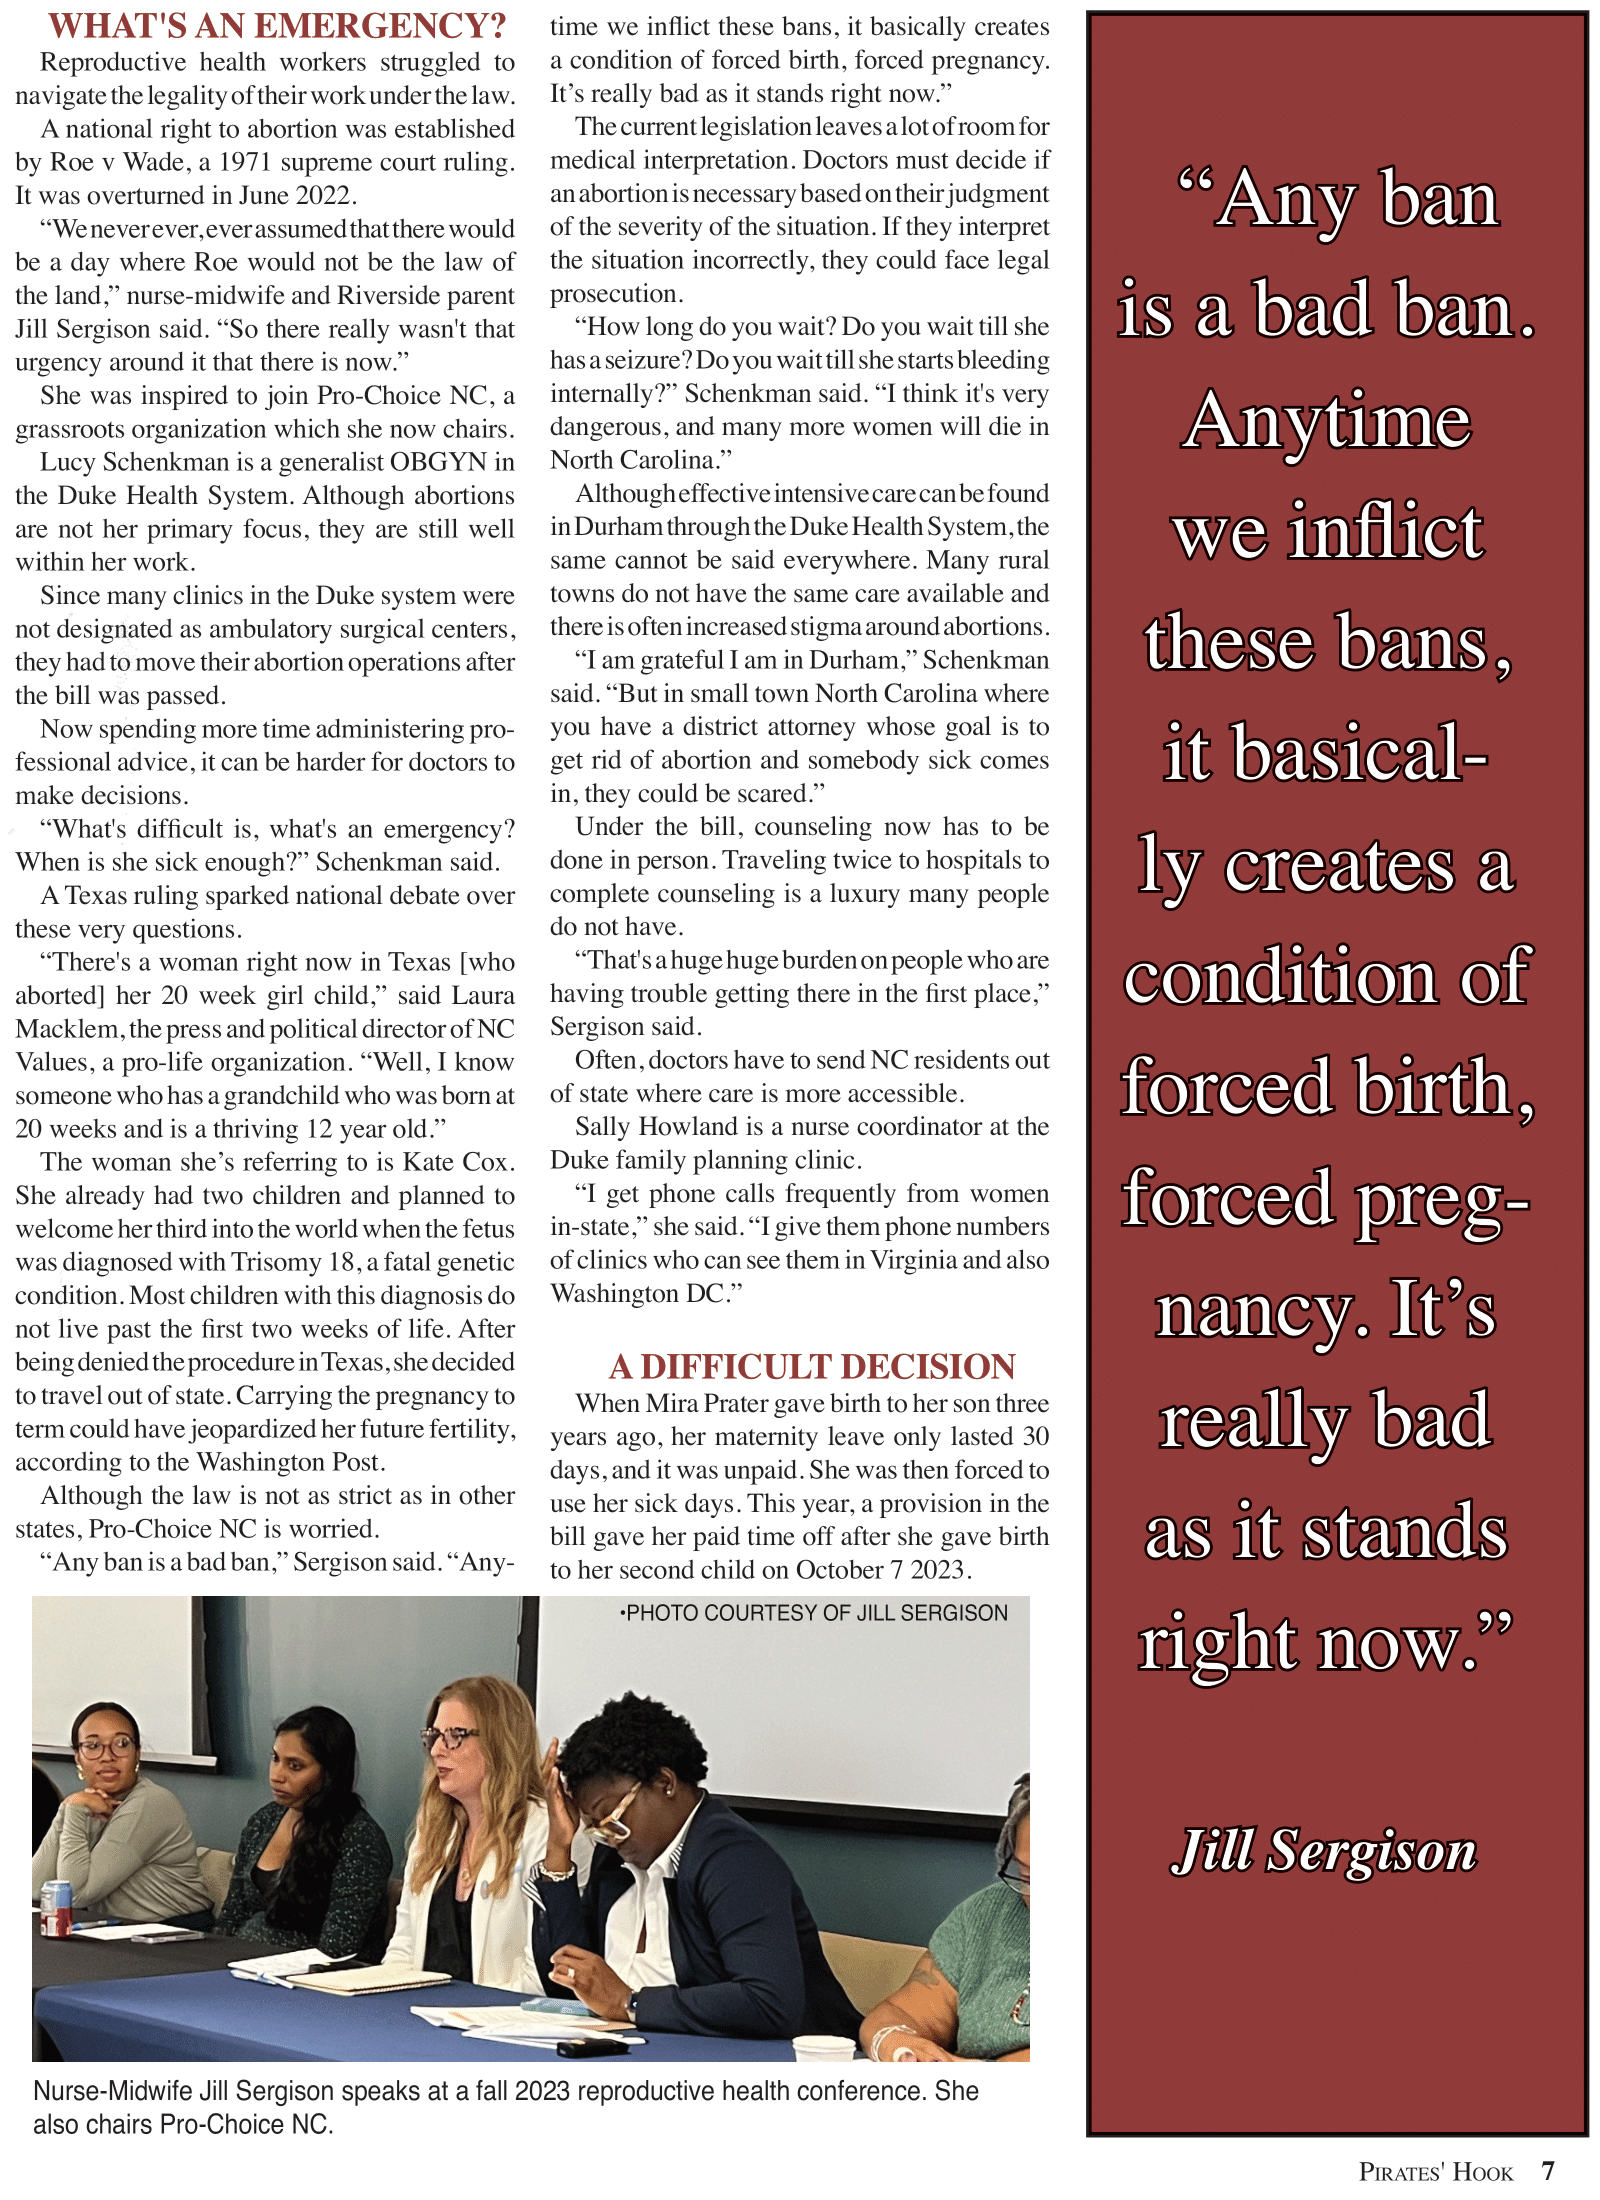 WHAT'S AN EMERGENCY?
Reproductive health workers struggled to
navigate the legality of their work under the law.
A national right to abortion was established
by Roe v Wade, a 1971 supreme court ruling.
It was overturned in June 2022.
“We never ever, ever assumed that there would
be a day where Roe would not be the law of
the land,” nurse-midwife and Riverside parent
Jill Sergison said. “So there really wasn't that
urgency around it that there is now.”
She was inspired to join Pro-Choice NC, a
grassroots organization which she now chairs.
Lucy Schenkman is a generalist OBGYN in
the Duke Health System. Although abortions
are not her primary focus, they are still well
within her work.
Since many clinics in the Duke system were
not designated as ambulatory surgical centers,
they had to move their abortion operations after
the bill was passed.
Now spending more time administering pro-
fessional advice, it can be harder for doctors to
make decisions.
“What's difficult is, what's an emergency?
When is she sick enough?” Schenkman said.
A Texas ruling sparked national debate over
these very questions.
“There's a woman right now in Texas [who
aborted] her 20 week girl child,” said Laura
Macklem, the press and political director of NC
Values, a pro-life organization. “Well, I know
someone who has a grandchild who was born at
20 weeks and is a thriving 12 year old.”
The woman she’s referring to is Kate Cox.
She already had two children and planned to
welcome her third into the world when the fetus
was diagnosed with Trisomy 18, a fatal genetic
condition. Most children with this diagnosis do
not live past the first two weeks of life. After
being denied the procedure in Texas, she decided
to travel out of state. Carrying the pregnancy to
term could have jeopardized her future fertility,
according to the Washington Post.
Although the law is not as strict as in other
states, Pro-Choice NC is worried.
“Any ban is a bad ban,” Sergison said. “Any-
time we inflict these bans, it basically creates
a condition of forced birth, forced pregnancy.
It’s really bad as it stands right now.”
The current legislation leaves a lot of room for
medical interpretation. Doctors must decide if
an abortion is necessary based on their judgment
of the severity of the situation. If they interpret
the situation incorrectly, they could face legal
prosecution.
“How long do you wait? Do you wait till she
has a seizure? Do you wait till she starts bleeding
internally?” Schenkman said. “I think it's very
dangerous, and many more women will die in
North Carolina.”
Although effective intensive care can be found
in Durham through the Duke Health System, the
same cannot be said everywhere. Many rural
towns do not have the same care available and
there is often increased stigma around abortions.
“I am grateful I am in Durham,” Schenkman
said. “But in small town North Carolina where
you have a district attorney whose goal is to
get rid of abortion and somebody sick comes
in, they could be scared.”
Under the bill, counseling now has to be
done in person. Traveling twice to hospitals to
complete counseling is a luxury many people
do not have.
“That's a huge huge burden on people who are
having trouble getting there in the first place,”
Sergison said.
Often, doctors have to send NC residents out
of state where care is more accessible.
Sally Howland is a nurse coordinator at the
Duke family planning clinic.
“I get phone calls frequently from women
in-state,” she said. “I give them phone numbers
of clinics who can see them in Virginia and also
Washington DC.”
A DIFFICULT DECISION
When Mira Prater gave birth to her son three
years ago, her maternity leave only lasted 30
days, and it was unpaid. She was then forced to
use her sick days. This year, a provision in the
bill gave her paid time off after she gave birth
to her second child on October 7 2023.
•PHOTO COURTESY OF JILL SERGISON
Nurse-Midwife Jill Sergison speaks at a fall 2023 reproductive health conference. She
also chairs Pro-Choice NC.
“Any ban
is a bad ban.
Anytime
we inflict
these bans,
it basical-
ly creates a
condition of
forced birth,
forced preg-
nancy. It’s
really bad
as it stands
right now.”
Jill Sergison
PIRATES' HOOK 7